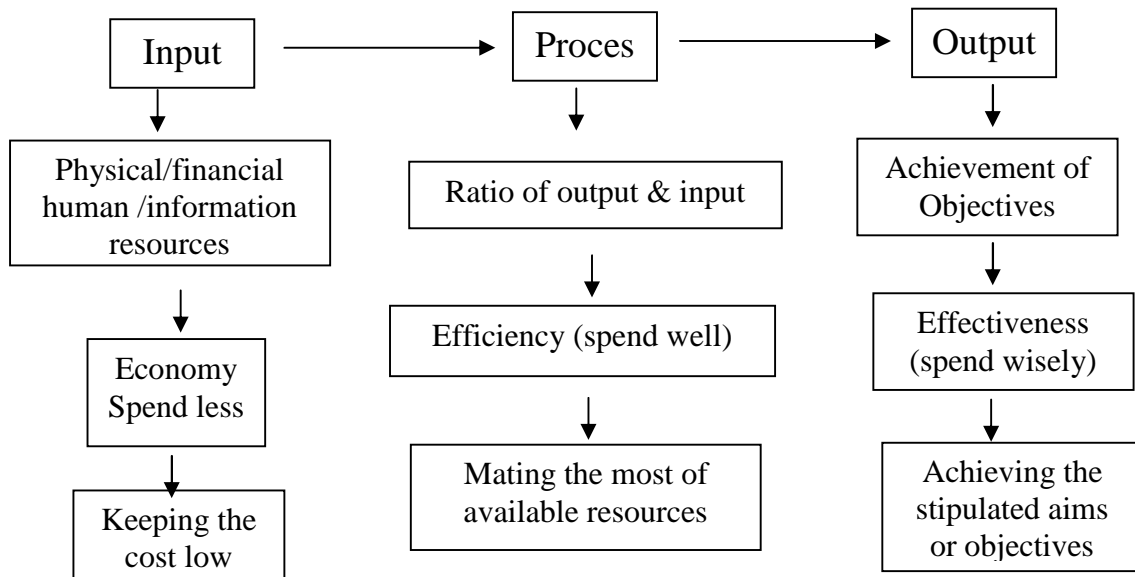 Input
Proces
Output
Physical/financial
human /information
resources
Ratio of output & input
Achievement of
Objectives
Economy
Spend less
Efficiency (spend well)
Effectiveness
(spend wisely)
Keeping the
cost low
Mating the most of
available resources
Achieving the
stipulated aims
or objectives